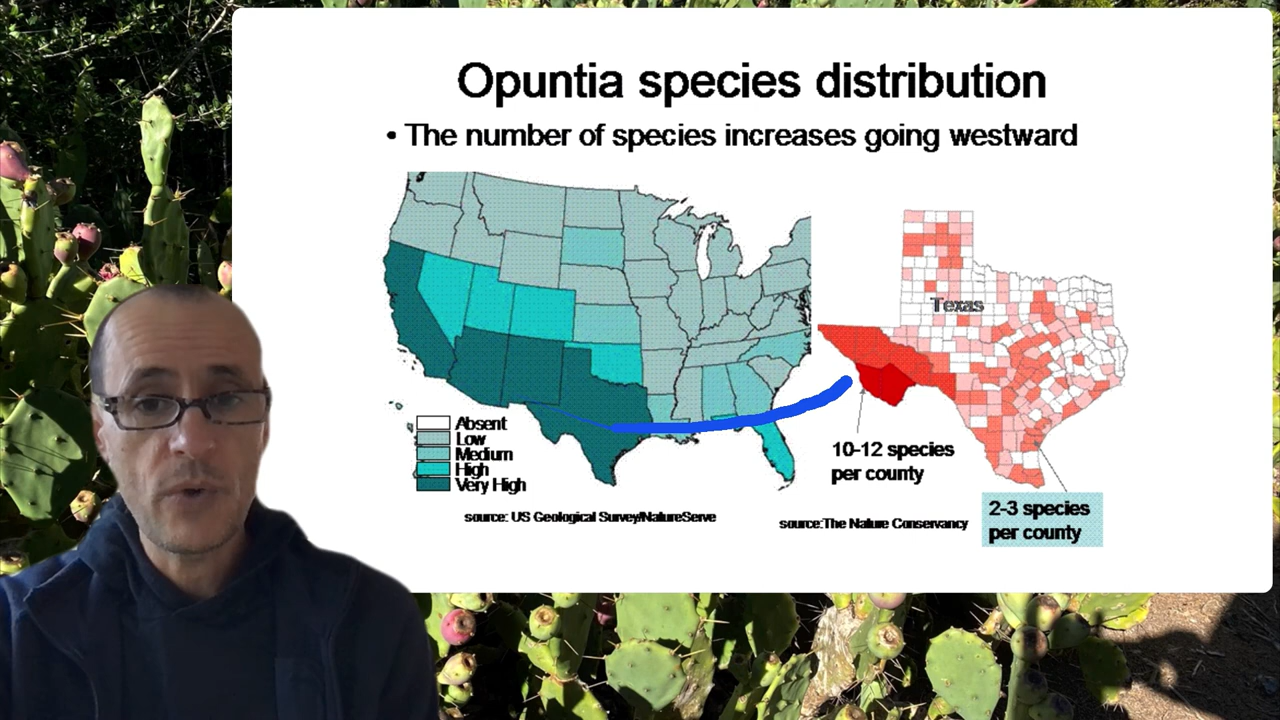 Opuntia species distribution
• The number of species increases going westward
Absent
Low
Medium
High
Very High
source: US Geological Survey/NatureServe
Texas
10-12 species
per county
source:The Nature Conservancy
2-3 species
per county